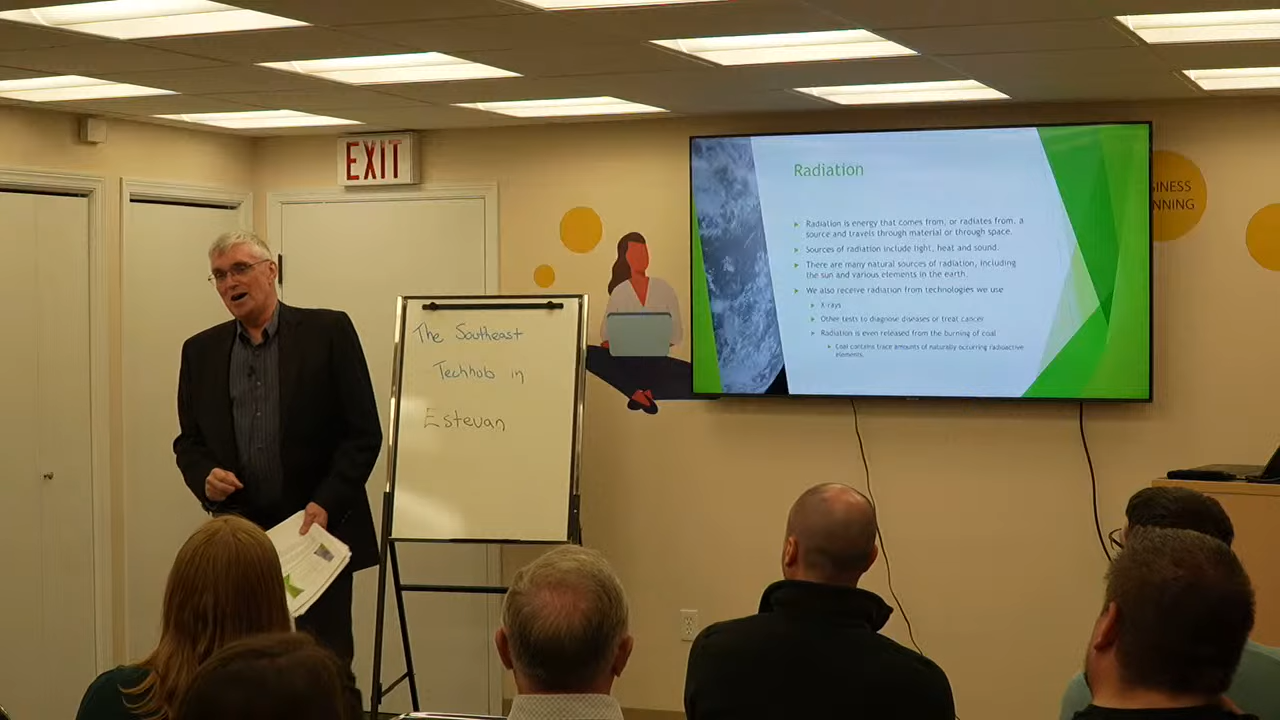 EXIT
The Southeast
Techhub in
Estevan
Radiation
Radiation is energy that comes from, or radiates from, a
source and travels through material or through space.
Sources of radiation include light, heat and sound.
There are many natural sources of radiation, including
the sun and various elements in the earth.
We also receive radiation from technologies we use
X-rays
Other tests to diagnose diseases or treat cancer
Radiation is even released from the burning of coal
Coal contains trace amounts of naturally occurring radioactive
elements.
INESS
NNING